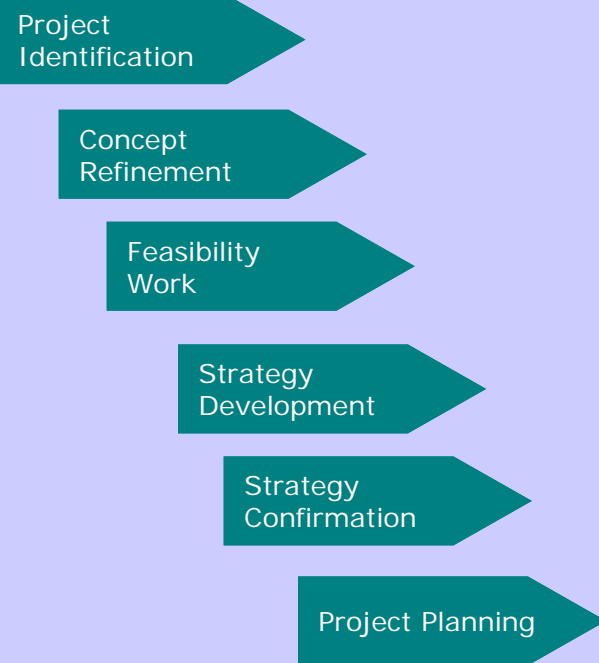 Project
Identification
Concept
Refinement
Feasibility
Work
Strategy
Development
Strategy
Confirmation
Project Planning